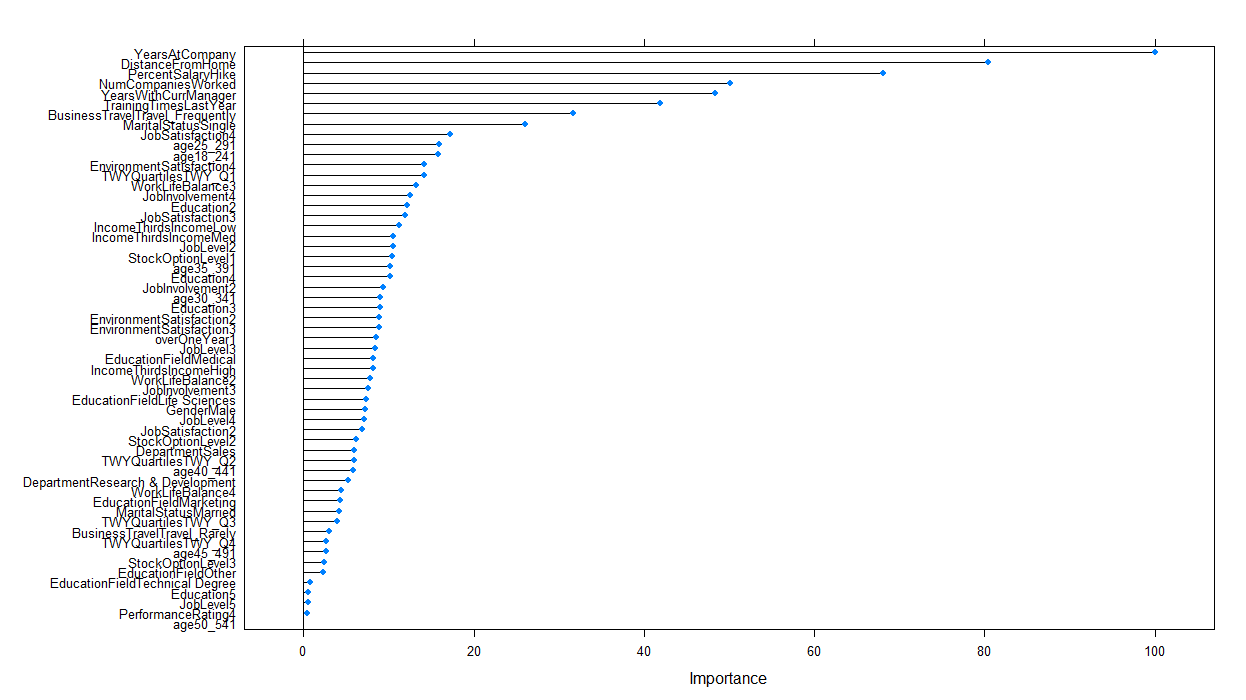 YearsAtCompany
DistanceFromHome
PercentSalaryHike
NumCompaniesWorked
YearsWithCurrManager
TrainingTimesLastYear
BusinessTravelTravel_Frequently
MaritalStatusSingle
JobSatisfaction4
age25_291
age18_241
EnvironmentSatisfaction4
TWYQuartilesTWY_Q1
WorkLifeBalance3
JobInvolvement4
Education2
JobSatisfaction3
IncomeThirdsIncomeLow
IncomeThirdsIncomeMed
JobLevel2
StockOptionLevel1
age35_391
Education4
JobInvolvement2
age30_341
Education3
EnvironmentSatisfaction2
EnvironmentSatisfaction3
overOneYear1
JobLevel3
EducationFieldMedical
IncomeThirdsIncomeHigh
WorkLifeBalance2
JobInvolvement3
EducationFieldLife Sciences
GenderMale
JobLevel4
JobSatisfaction2
StockOptionLevel2
DepartmentSales
TWYQuartilesTWY_Q2
age40_441
DepartmentResearch & Development
WorkLifeBalance4
EducationFieldMarketing
MaritalStatusMarried
TWYQuartilesTWY_Q3
BusinessTravelTravel_Rarely
TWYQuartilesTWY_Q4
age45_491
StockOptionLevel3
EducationFieldOther
EducationFieldTechnical Degree
Education5
JobLevel5
PerformanceRating4
age50_541
0 20 40 60 80 100
Importance